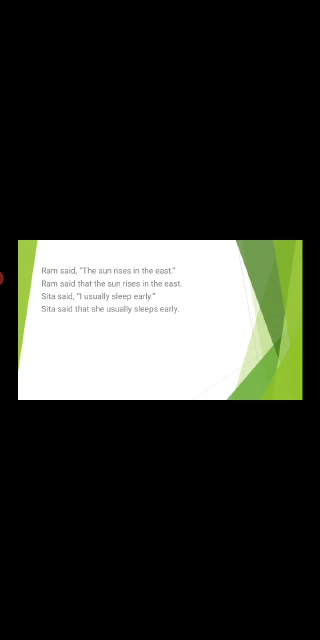 Ram said, “The sun rises in the east.”
Ram said that the sun rises in the east.
Sita said, “I usually sleep early.”
Sita said that she usually sleeps early.